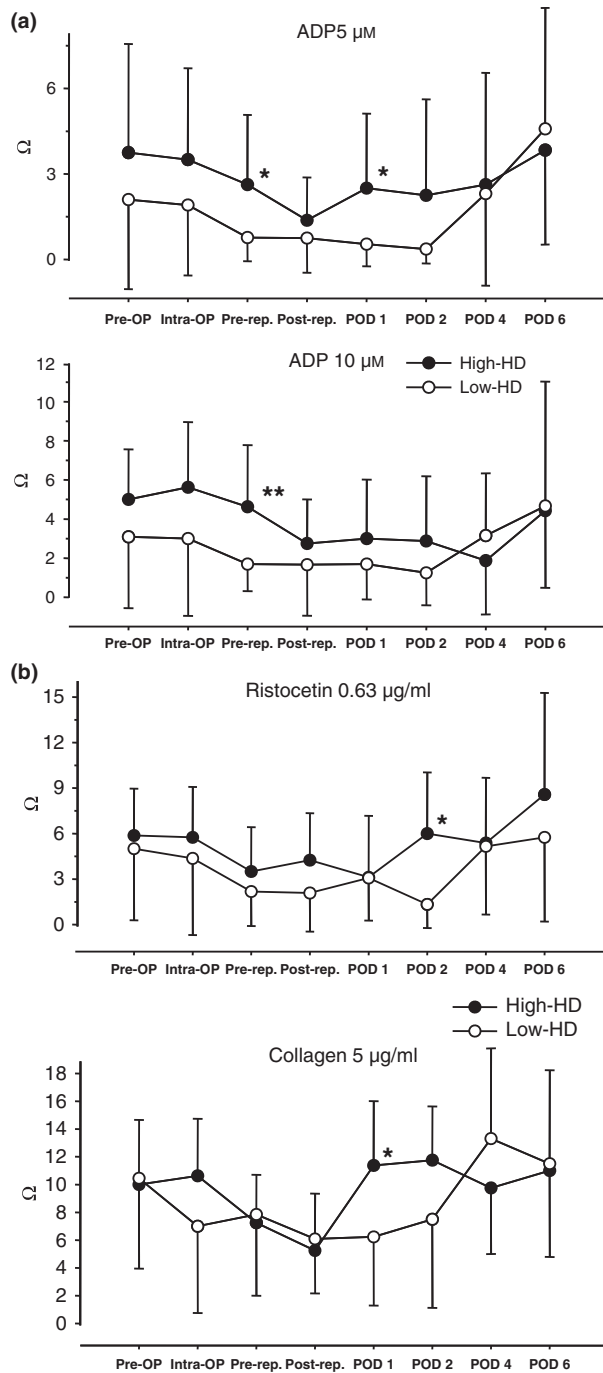 (a)
ADP5 µM
6
3
0
Ω
*
*
Pre-OP Intra-OP Pre-rep. Post-rep. POD 1 POD 2 POD 4 POD 6
ADP 10 µM
High-HD
Low-HD
12
10
8
6
4
2
0
Ω
**
Pre-OP Intra-OP Pre-rep. Post-rep. POD 1 POD 2 POD 4 POD 6
(b)
Ristocetin 0.63 µg/ml
15
12
9
6
3
0
Ω
*
Pre-OP Intra-OP Pre-rep. Post-rep. POD 1 POD 2 POD 4 POD 6
High-HD
Low-HD
Collagen 5 µg/ml
18
16
14
12
10
8
6
4
2
0
Ω
*
Pre-OP Intra-OP Pre-rep. Post-rep. POD 1 POD 2 POD 4 POD 6